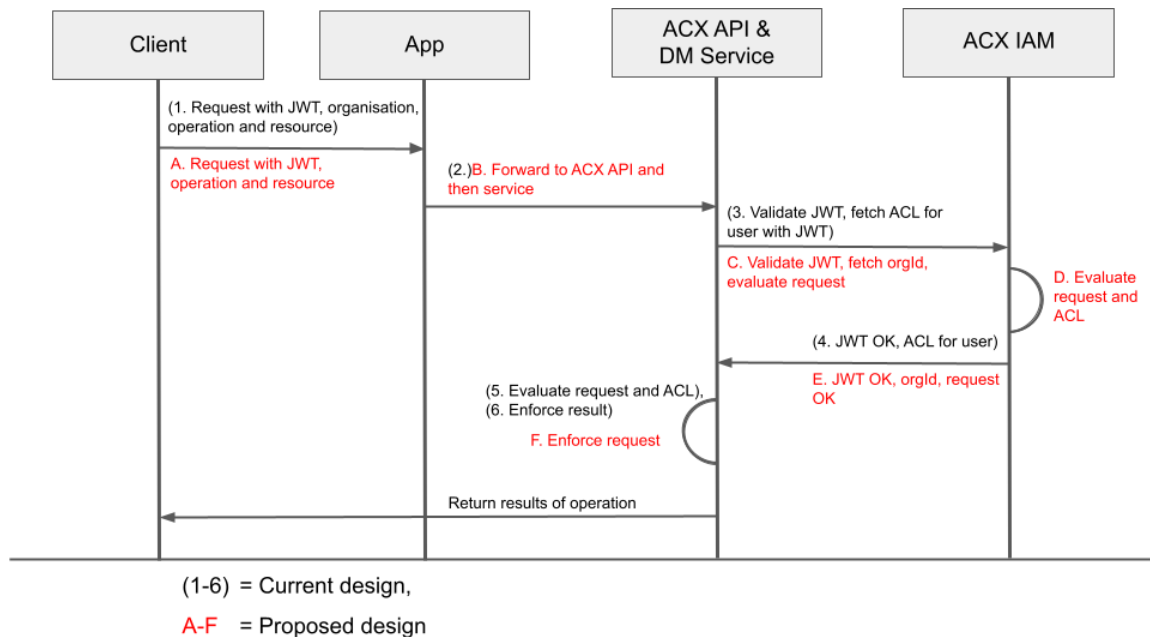 Client
App
ACX API &
DM Service
ACX IAM
(1. Request with JWT, organisation,
operation and resource)
A. Request with JWT,
operation and resource
(2.)B. Forward to ACX API and
then service
(3. Validate JWT, fetch ACL for
user with JWT)
C. Validate JWT, fetch orgId,
evaluate request
D. Evaluate
request and
ACL
(4. JWT OK, ACL for user)
E. JWT OK, orgId, request
OK
(5. Evaluate request and ACL),
(6. Enforce result)
F. Enforce request
Return results of operation
(1-6) = Current design,
A-F = Proposed design